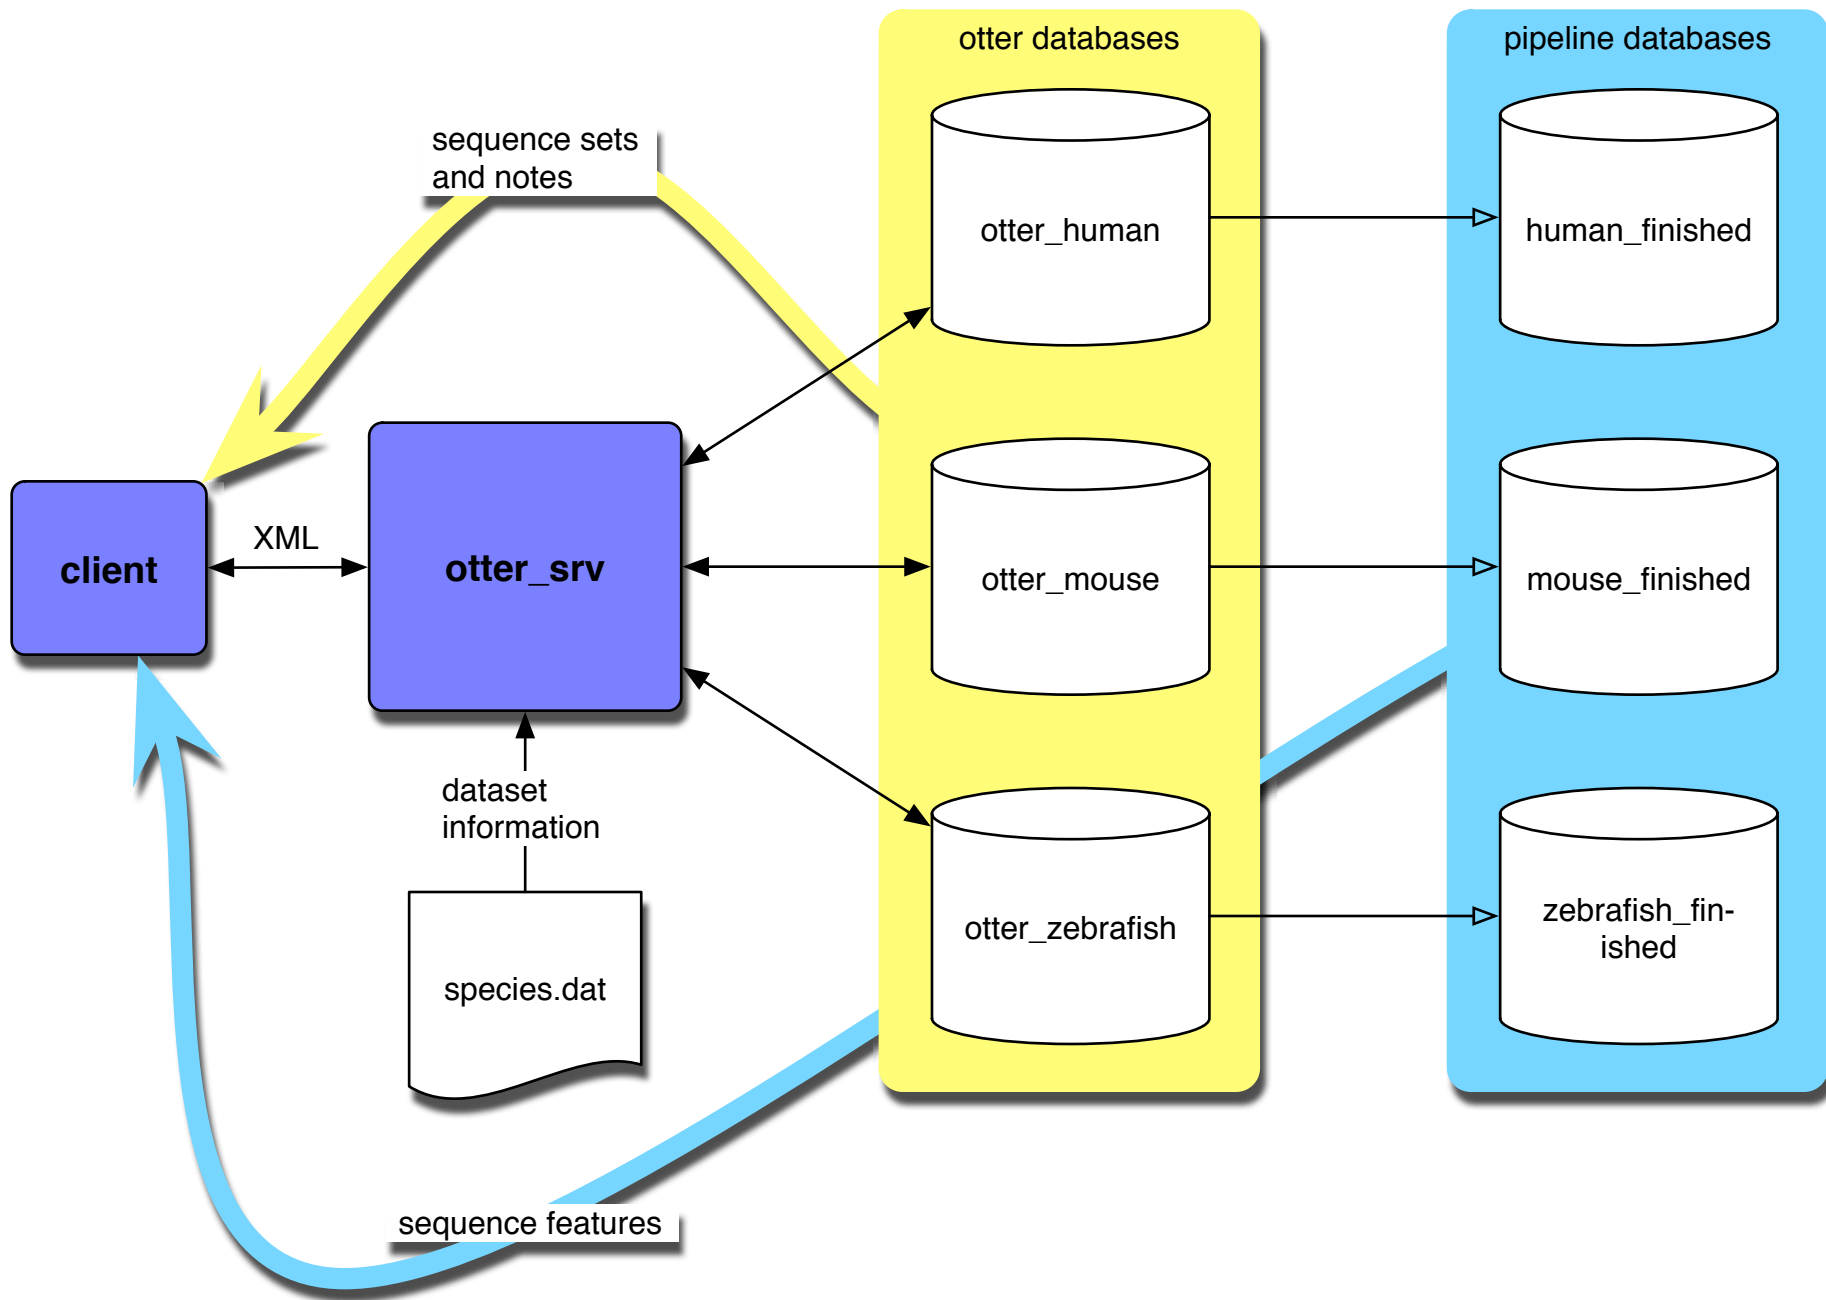 otter databases
pipeline databases
sequence sets
and notes
otter_human
human_finished
XML
client
otter_srv
otter_mouse
mouse_finished
dataset
information
species.dat
otter_zebrafish
zebrafish_fin-
ished
sequence features